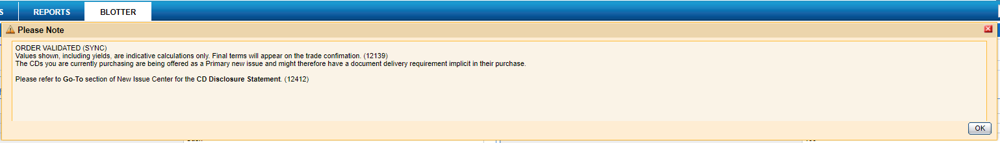 S REPORTS BLOTTER
Please Note
ORDER VALIDATED (SYNC)
Values shown, including yields, are indicative calculations only. Final terms will appear on the trade confimation. (12139)
The CDs you are currently purchasing are being offered as a Primary new issue and might therefore have a document delivery requirement implicit in their purchase.
Please refer to Go-To section of New Issue Center for the CD Disclosure Statement. (12412)
OK